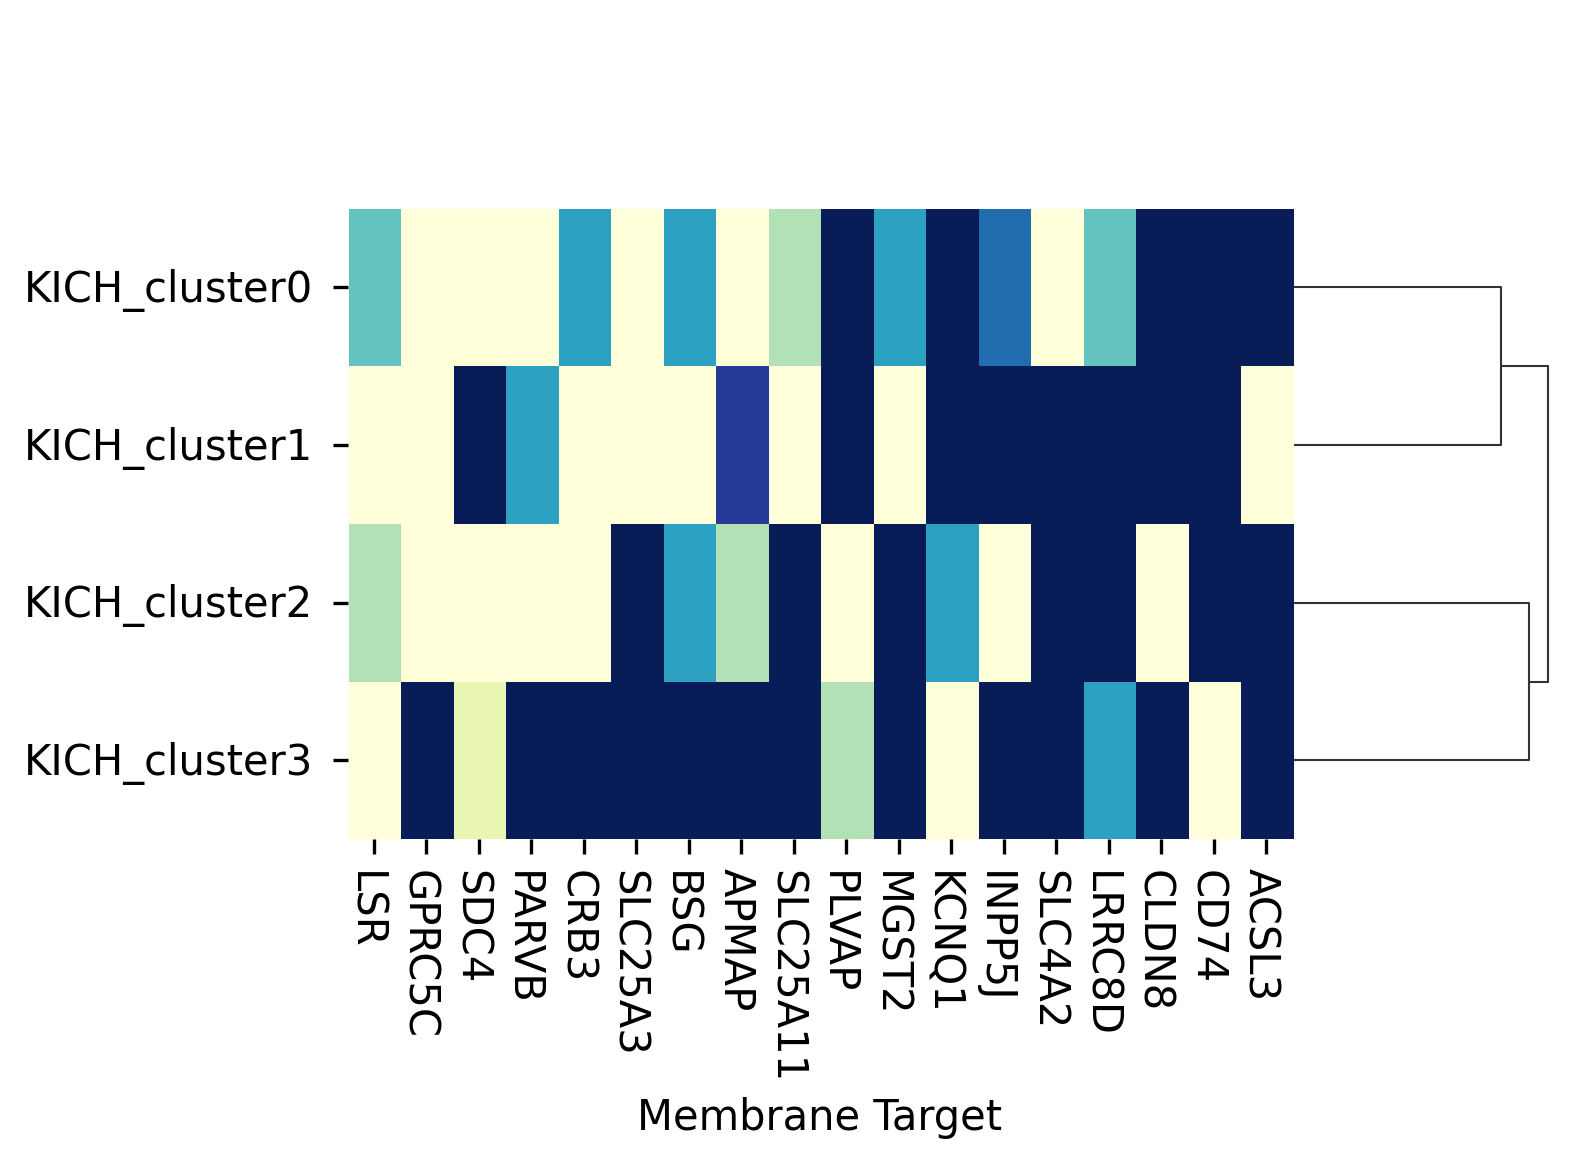 KICH_cluster0
KICH_cluster1
KICH_cluster2
KICH_cluster3
LSR
GPRC5C
SDC4
PARVB
CRB3
SLC25A3
BSG
APMAP
SLC25A11
PLVAP
MGST2
KCNQ1
INPP5J
SLC4A2
LRRC8D
CLDN8
CD74
ACSL3
Membrane Target